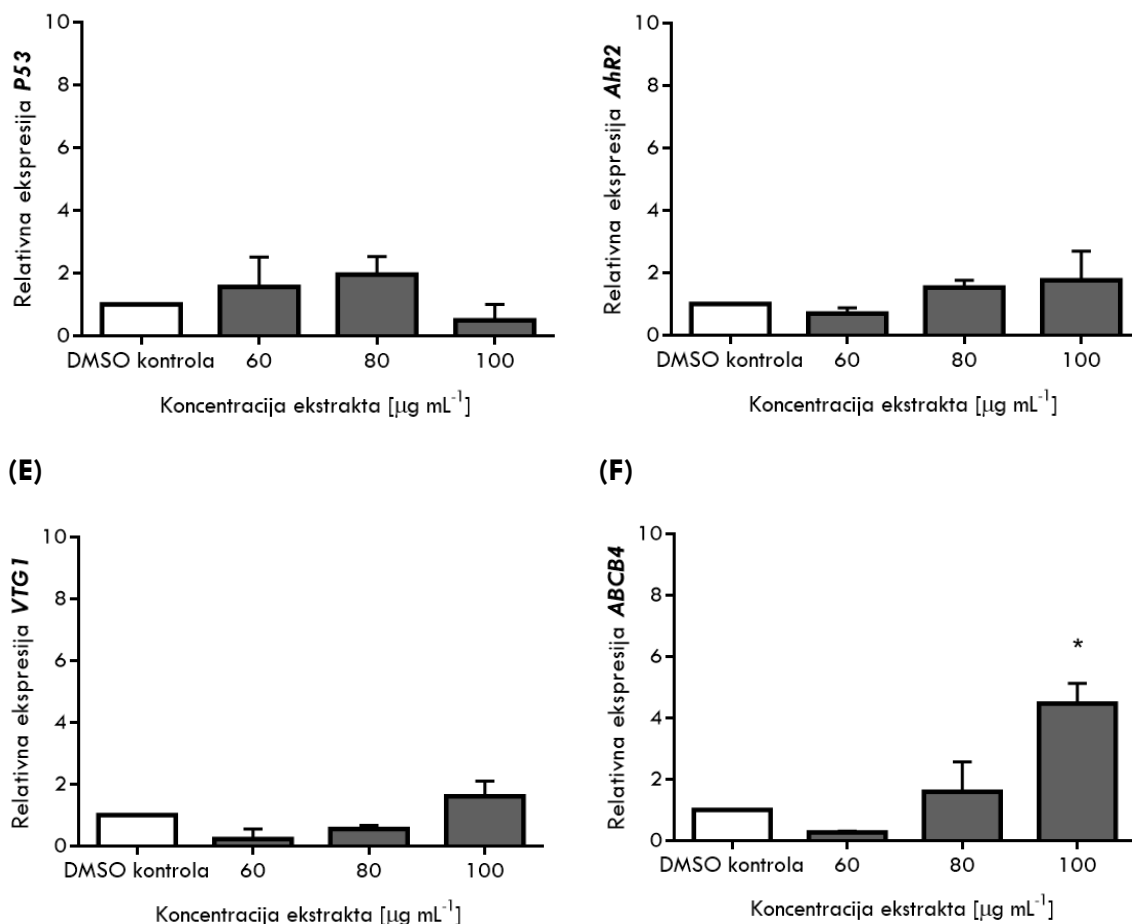 Relativna ekspresija P53
10
8
6
4
2
0
DMSO kontrola 60 80 100
Koncentracija ekstrakta [µg mL⁻¹]
Relativna ekspresija AhR2
10
8
6
4
2
0
DMSO kontrola 60 80 100
Koncentracija ekstrakta [µg mL⁻¹]
(E)
Relativna ekspresija VTG1
10
8
6
4
2
0
DMSO kontrola 60 80 100
Koncentracija ekstrakta [µg mL⁻¹]
(F)
Relativna ekspresija ABCB4
10
8
6
4
2
0
*
DMSO kontrola 60 80 100
Koncentracija ekstrakta [µg mL⁻¹]